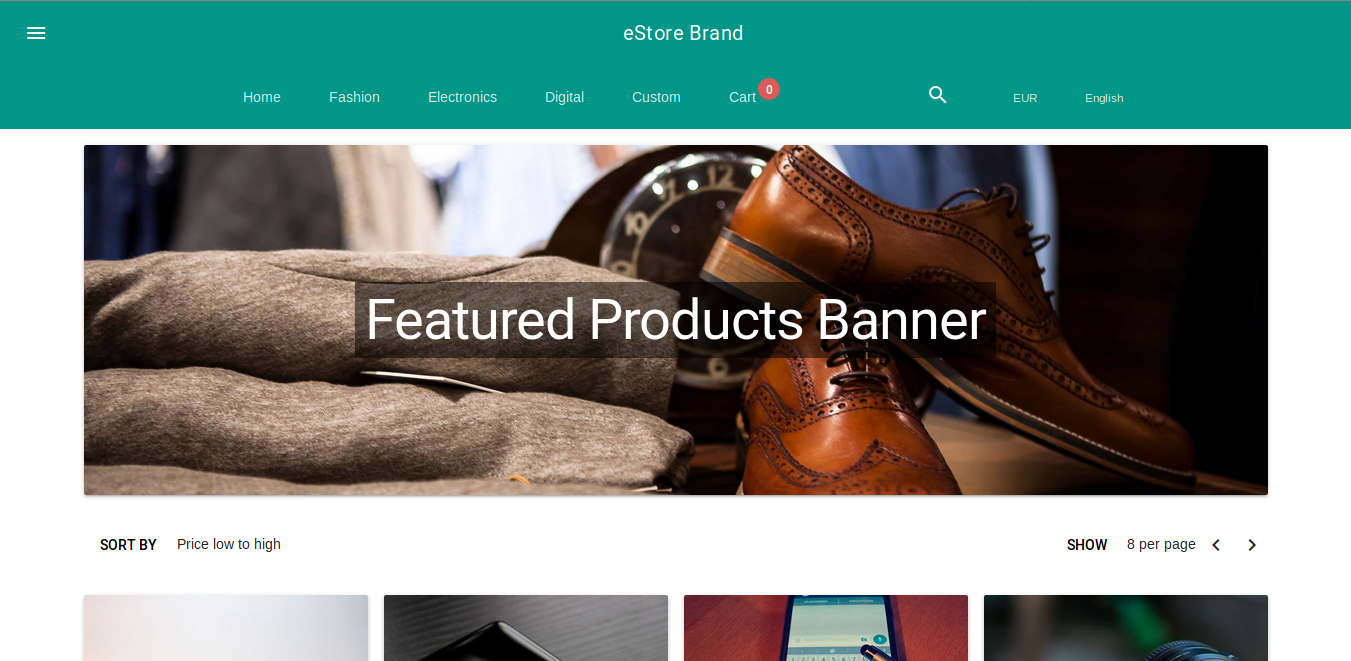 eStore Brand
Home Fashion Electronics Digital Custom Cart 0 EUR English
Featured Products Banner
SORT BY Price low to high SHOW 8 per page